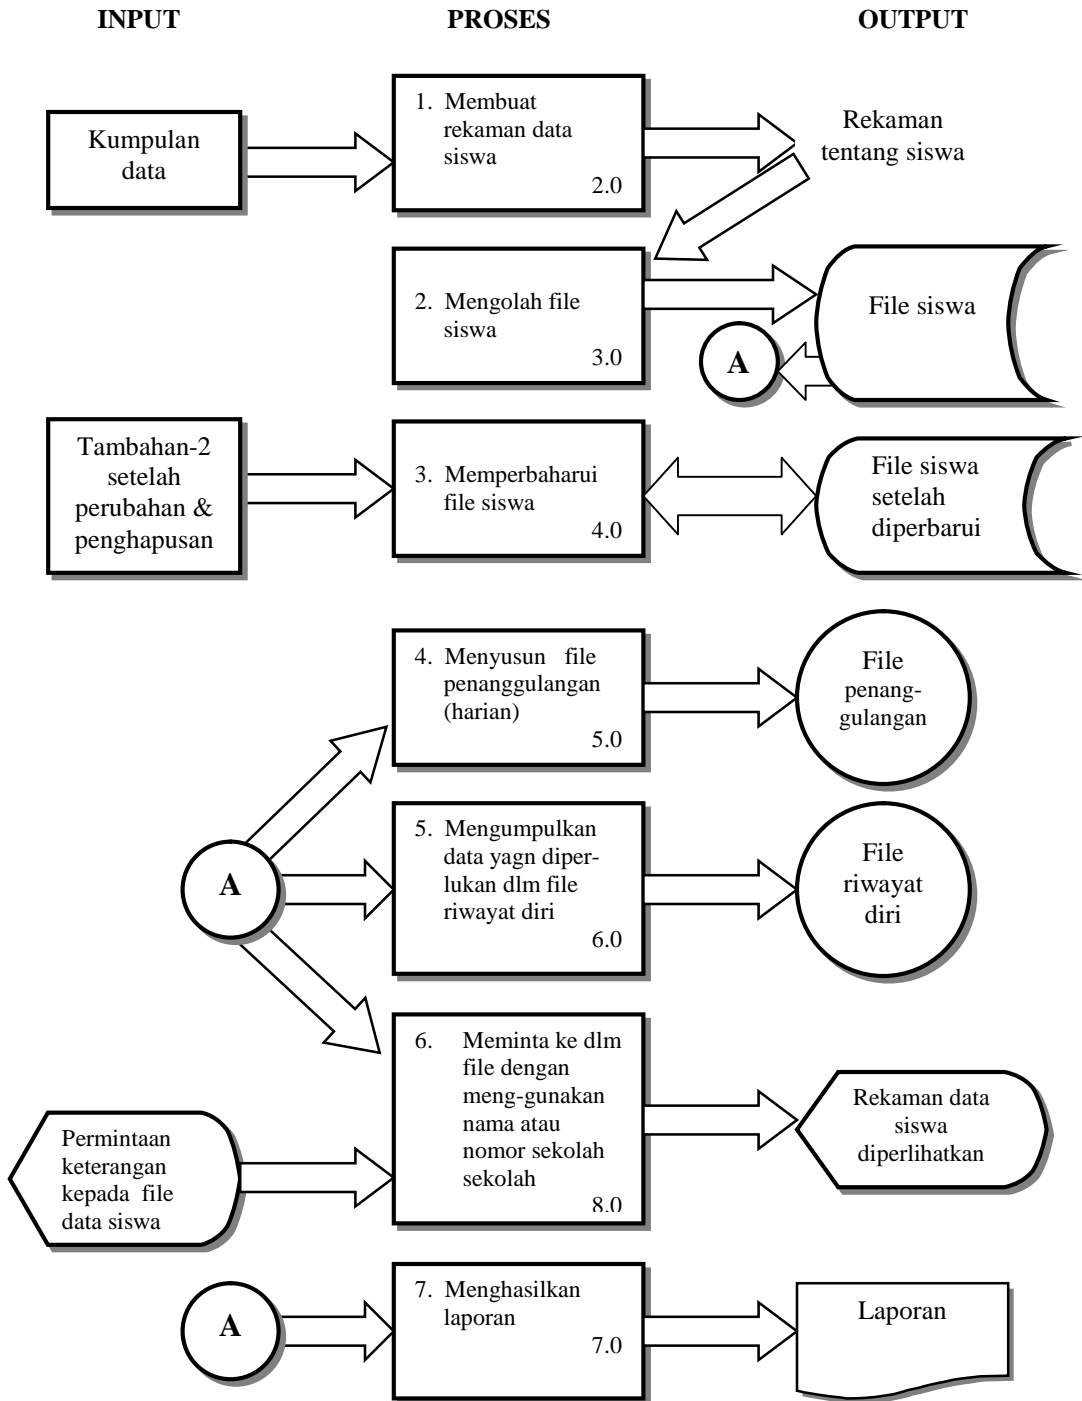 INPUT PROSES OUTPUT
Kumpulan
data
1. Membuat
rekaman data
siswa
2.0
Rekaman
tentang siswa
2. Mengolah file
siswa
3.0
File siswa
A
Tambahan-2
setelah
perubahan &
penghapusan
3. Memperbaharui
file siswa
4.0
File siswa
setelah
diperbarui
4. Menyusun file
penanggulangan
(harian)
5.0
File
penang-
gulangan
A
5. Mengumpulkan
data yagn diper-
lukan dlm file
riwayat diri
6.0
File
riwayat
diri
Permintaan
keterangan
kepada file
data siswa
6. Meminta ke dlm
file dengan
meng-gunakan
nama atau
nomor sekolah
sekolah
8.0
Rekaman data
siswa
diperlihatkan
A
7. Menghasilkan
laporan
7.0
Laporan